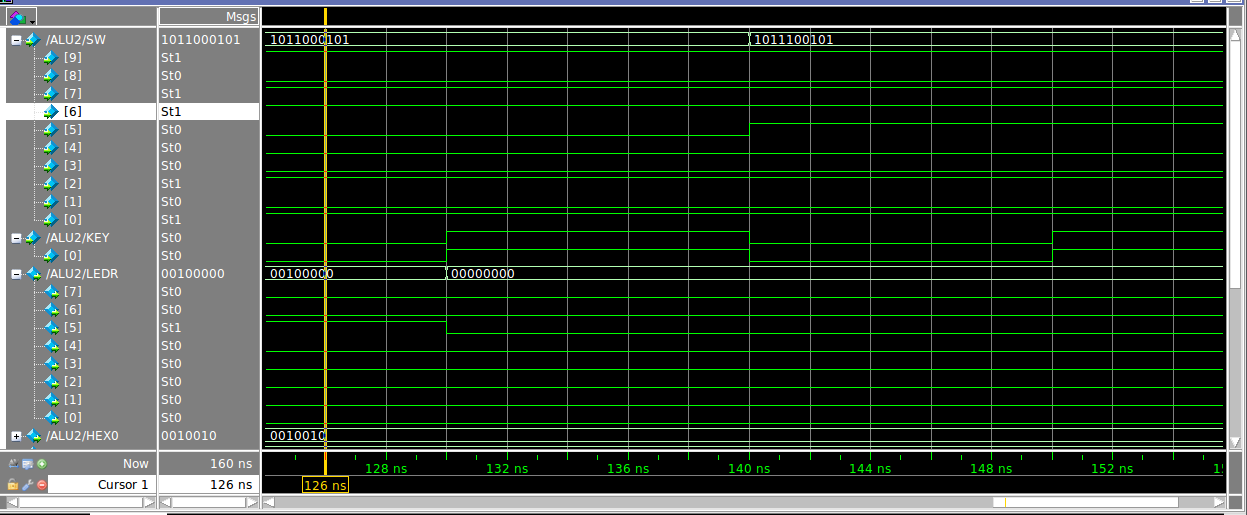 Msgs
/ALU2/SW 1011000101 1011000101 1011100101
[9] St1
[8] St0
[7] St1
[6] St1
[5] St0
[4] St0
[3] St0
[2] St1
[1] St0
[0] St1
/ALU2/KEY St0
[0] St0
/ALU2/LEDR 00100000 00100000 00000000
[7] St0
[6] St0
[5] St1
[4] St0
[3] St0
[2] St0
[1] St0
[0] St0
/ALU2/HEX0 0010010 0010010
Now 160 ns 128 ns 132 ns 136 ns 140 ns 144 ns 148 ns 152 ns
Cursor 1 126 ns 126 ns